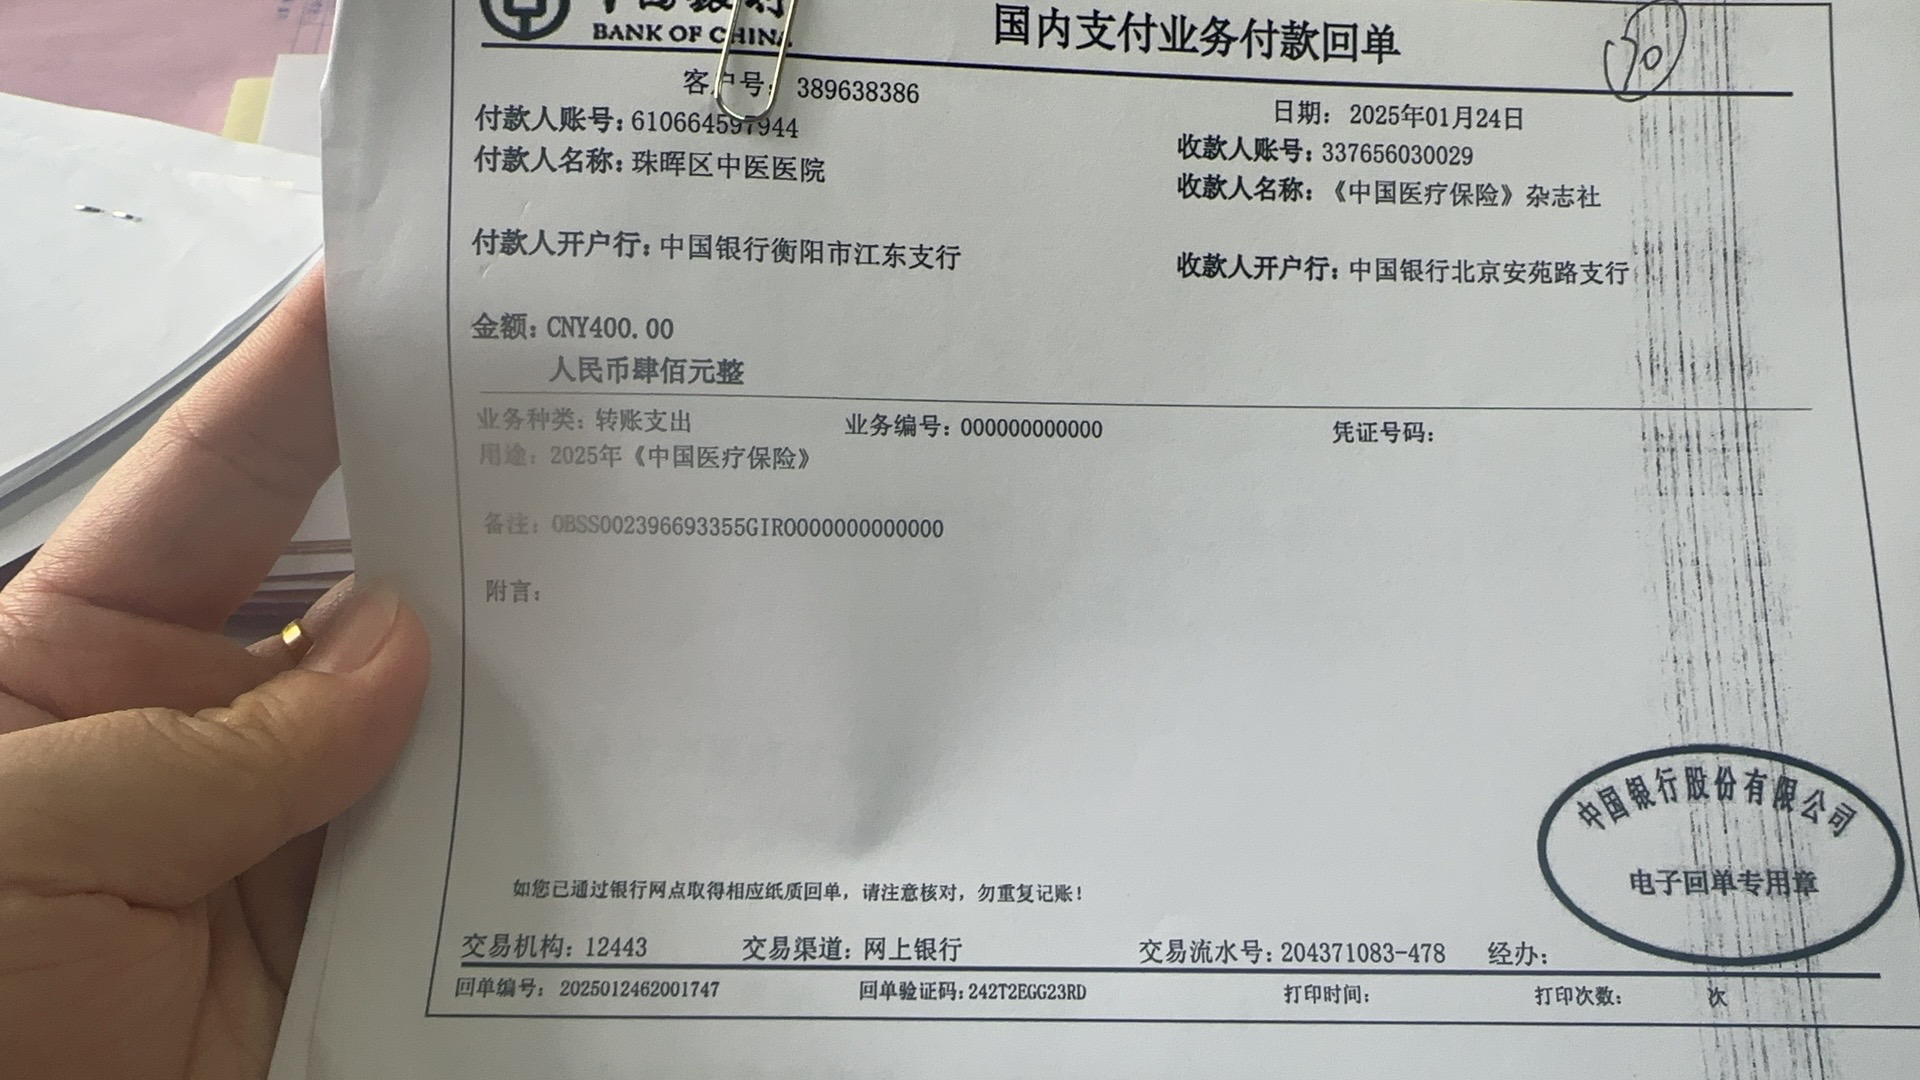 中国银行
BANK OF CHINA
国内支付业务付款回单
50
客户号: 389638386
日期: 2025年01月24日
付款人账号: 610664597944
收款人账号: 337656030029
付款人名称: 珠晖区中医医院
收款人名称: 《中国医疗保险》杂志社
付款人开户行: 中国银行衡阳市江东支行
收款人开户行: 中国银行北京安苑路支行
金额: CNY400.00
人民币肆佰元整
业务种类: 转账支出 业务编号: 000000000000 凭证号码:
用途: 2025年《中国医疗保险》
备注: OBSS002396693355GIRO000000000000
附言:
中国银行股份有限公司
电子回单专用章
如您已通过银行网点取得相应纸质回单, 请注意核对, 勿重复记账!
交易机构: 12443 交易渠道: 网上银行 交易流水号: 204371083-478 经办:
回单编号: 2025012462001747 回单验证码: 242T2EGG23RD 打印时间: 打印次数: 次